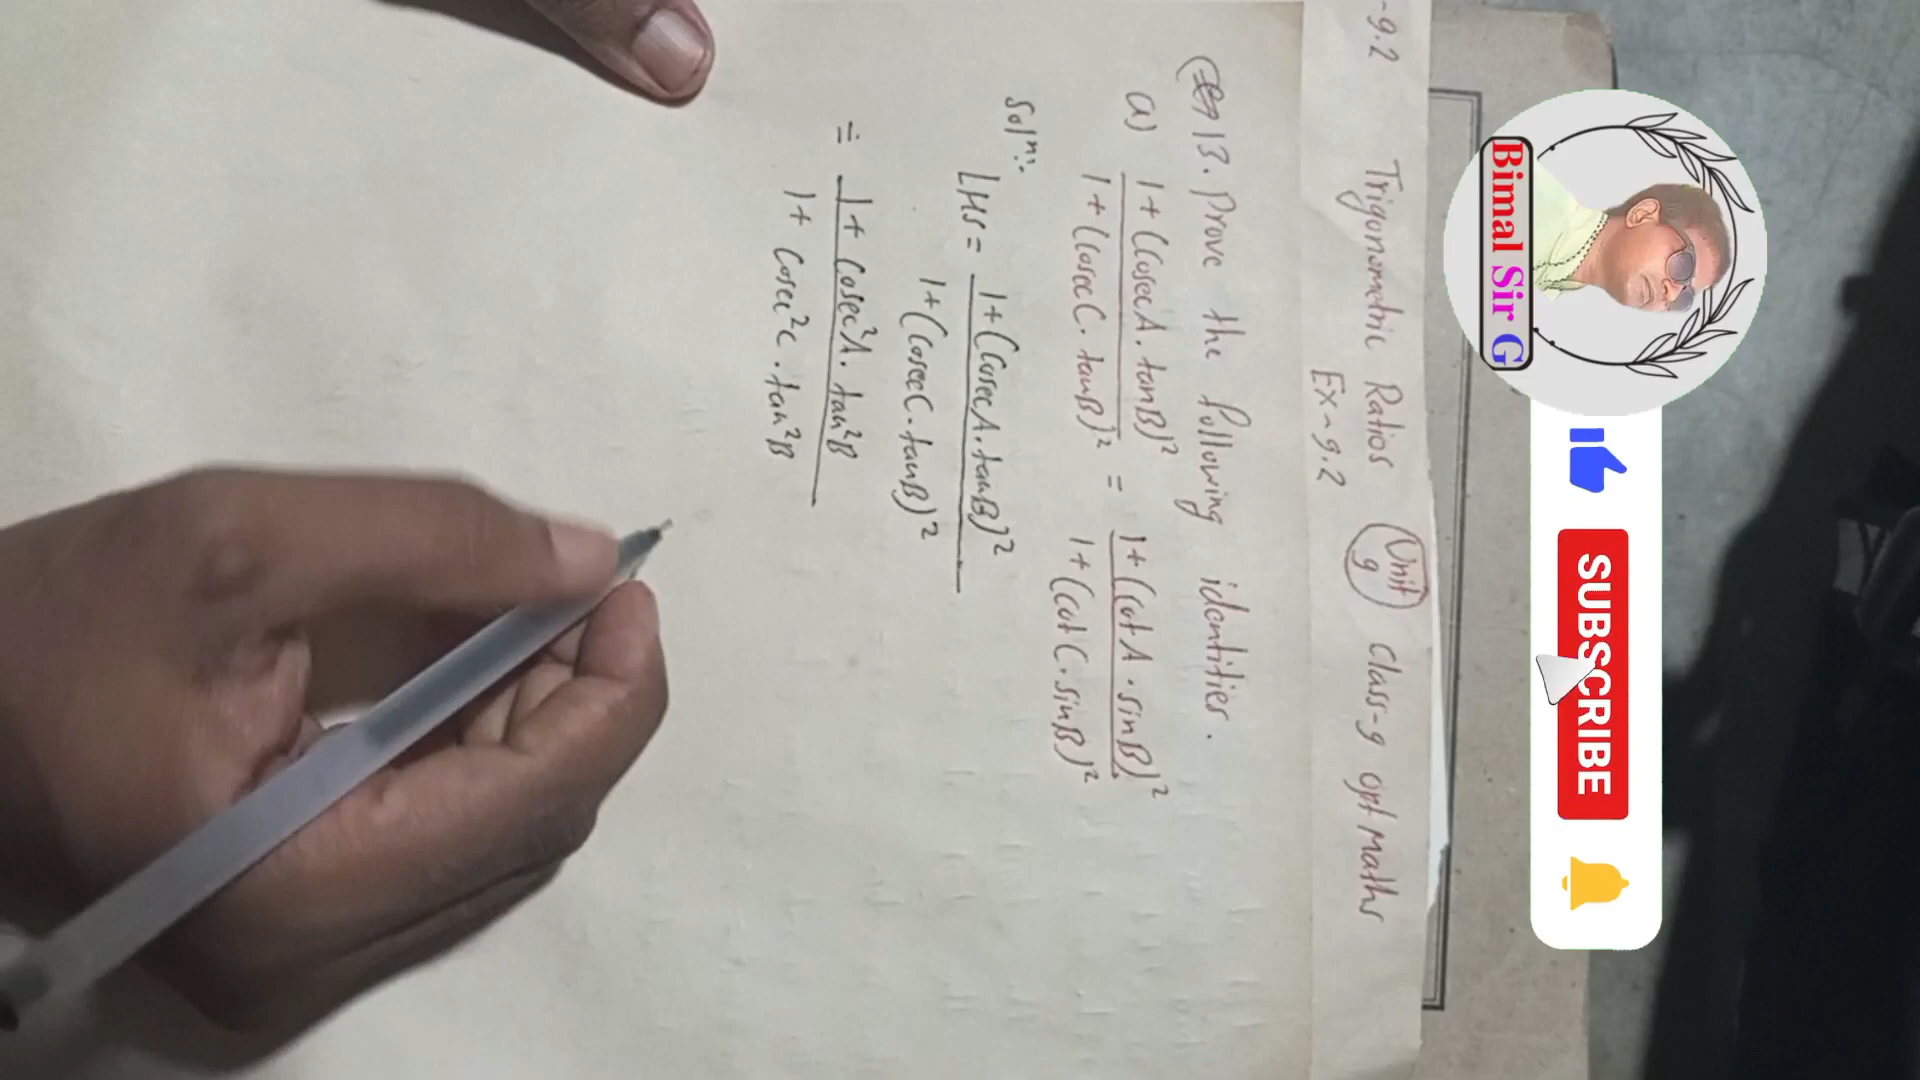 -9.2 Trigonometric Ratios Unit 9 Class-9 opt maths
Ex-9.2
13. Prove the following identities.
a) 1+(CosecA.tanB)² / 1+(CosecC.tanB)² = 1+(CotA.sinB)² / 1+(CotC.sinB)²
Solⁿ:
LHS = 1+(CosecA.tanB)² / 1+(CosecC.tanB)²
= 1+Cosec²A.tan²B / 1+Cosec²C.tan²B
Bimal Sir G
SUBSCRIBE